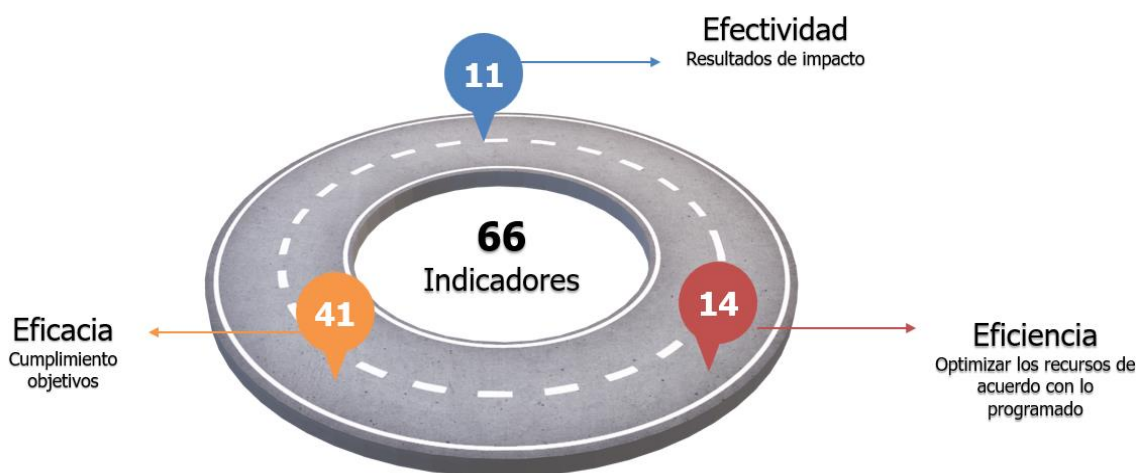 11
Efectividad
Resultados de impacto
66
Indicadores
41
Eficacia
Cumplimiento
objetivos
14
Eficiencia
Optimizar los recursos de
acuerdo con lo
programado